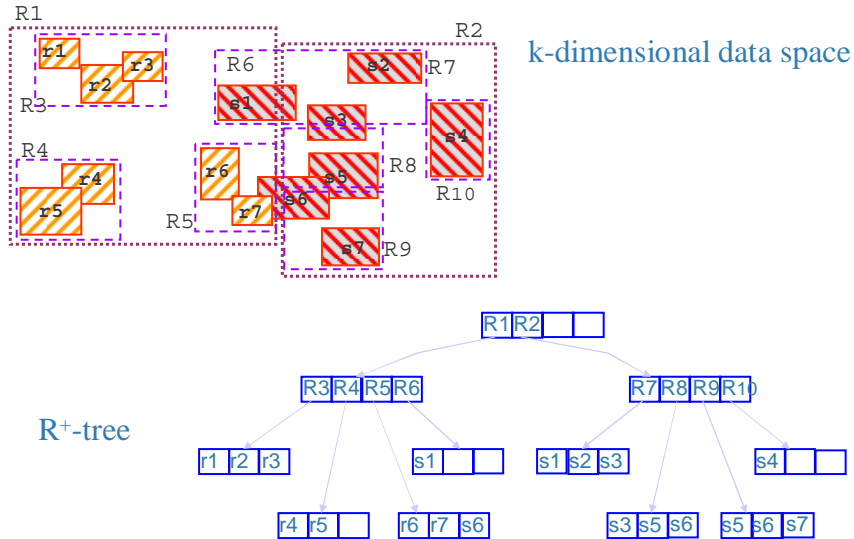 R1
R2
k-dimensional data space
r1
r3
r2
R3
R6
s2
R7
s1
s3
s4
R4
r4
r5
r6
r7
R5
s5
s6
R8
R10
s7
R9
R1 R2
R3 R4 R5 R6
R7 R8 R9 R10
R+-tree
r1 r2 r3
s1
s1 s2 s3
s4
r4 r5
r6 r7 s6
s3 s5 s6
s5 s6 s7